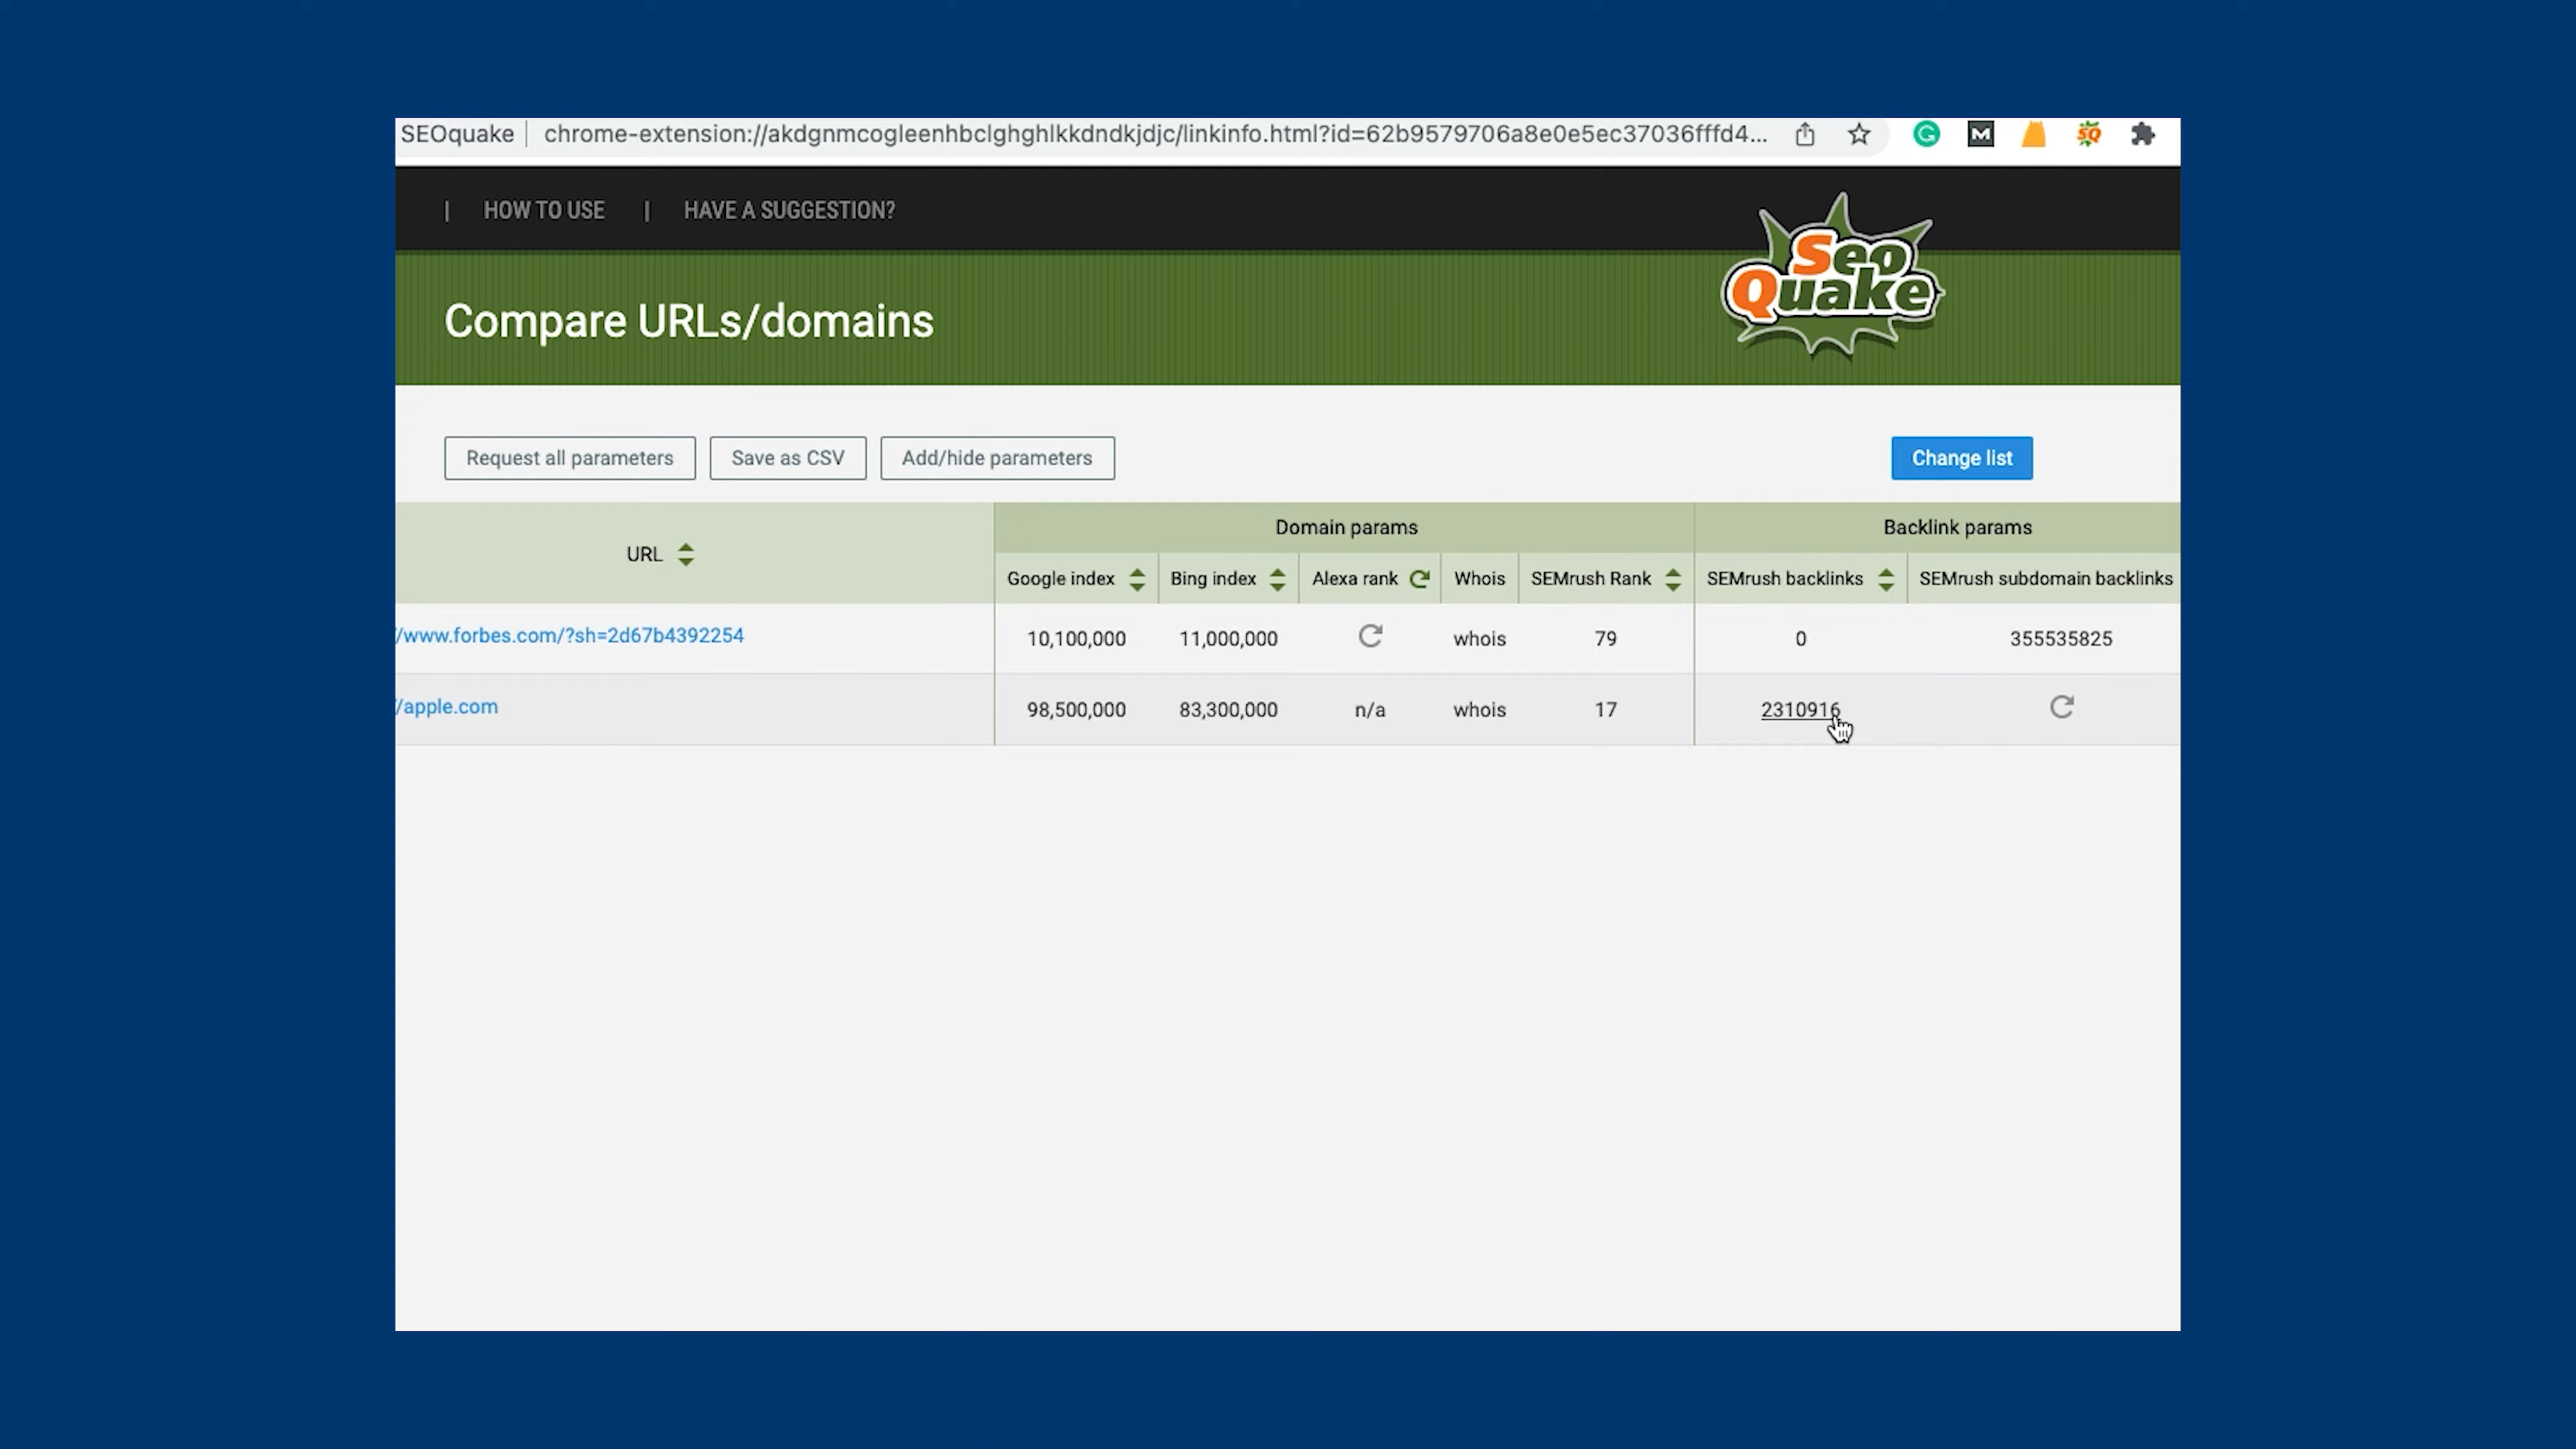 SEOquake | chrome-extension://akdgnmcogleenhbclghghlkkdndkjdjc/linkinfo.html?id=62b9579706a8e0e5ec37036fffd4... G M SQ
| HOW TO USE | HAVE A SUGGESTION?
Seo
Quake
Compare URLs/domains
Request all parameters Save as CSV Add/hide parameters Change list
Domain params Backlink params
URL
Google index Bing index Alexa rank Whois SEMrush Rank SEMrush backlinks SEMrush subdomain backlinks
/www.forbes.com/?sh=2d67b4392254 10,100,000 11,000,000 whois 79 0 355535825
/apple.com 98,500,000 83,300,000 n/a whois 17 2310916